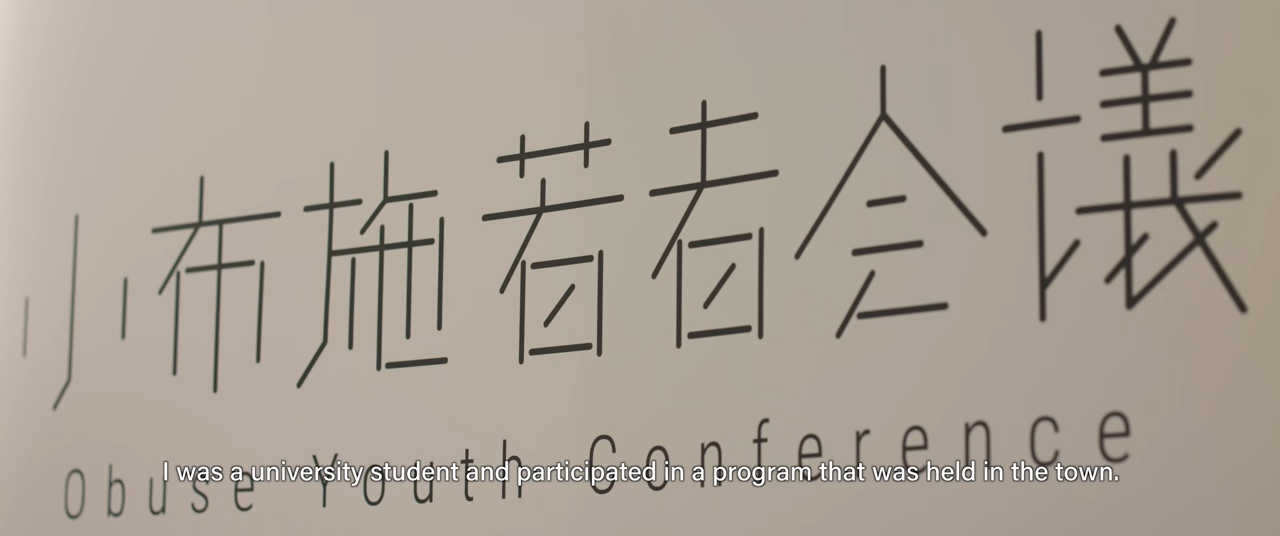 小布施若者会議
Obuse Youth Conference
I was a university student and participated in a program that was held in the town.